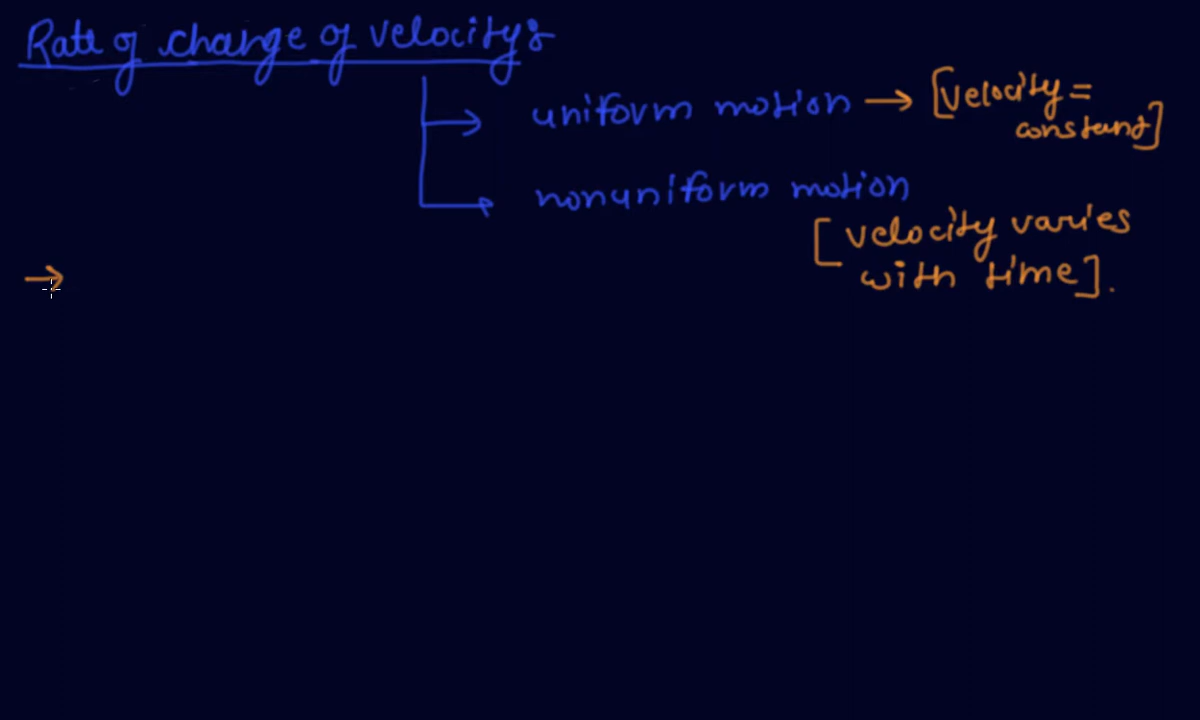 Rate of change of velocity:
→ uniform motion → [velocity =
constant]
→ nonuniform motion
[velocity varies
with time].
→